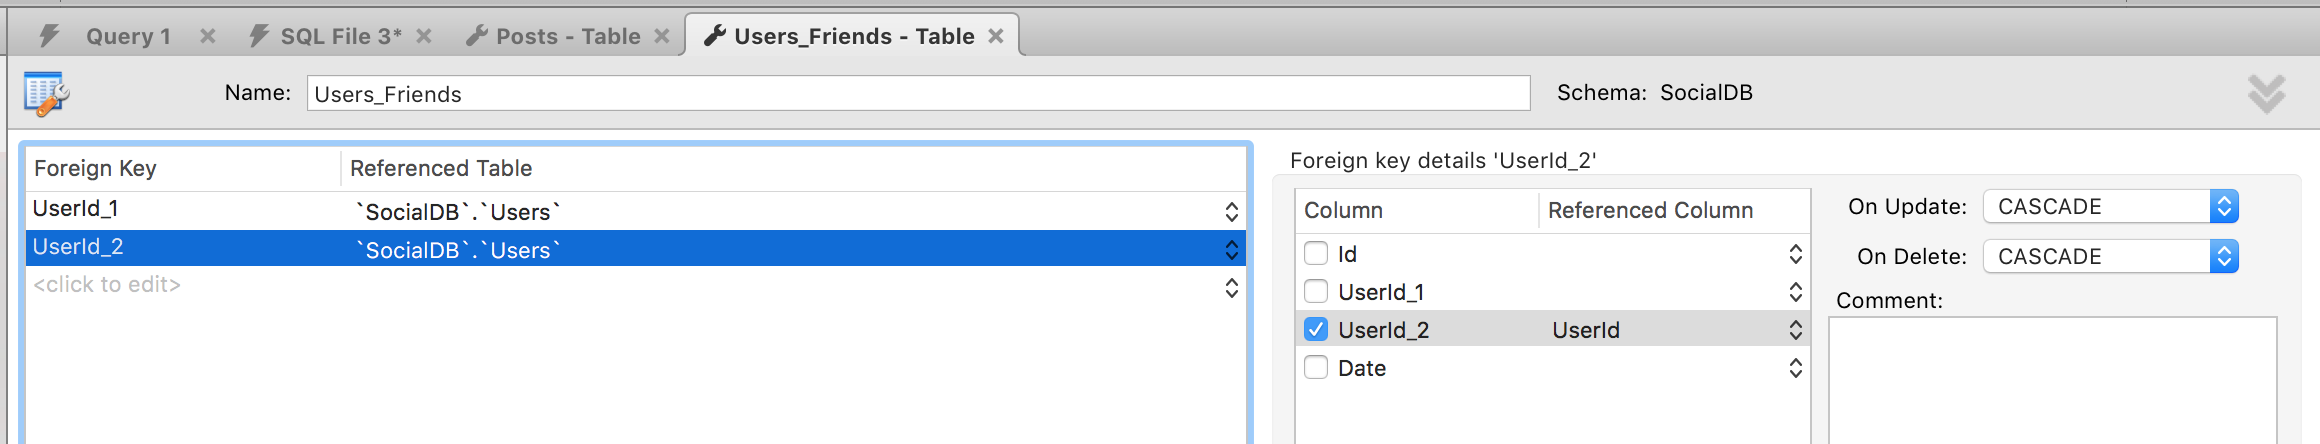 Query 1 SQL File 3* Posts - Table Users_Friends - Table
Name: Users_Friends Schema: SocialDB
Foreign Key Referenced Table
UserId_1 `SocialDB`.`Users`
UserId_2 `SocialDB`.`Users`
<click to edit>
Foreign key details 'UserId_2'
Column Referenced Column
Id
UserId_1
UserId_2 UserId
Date
On Update: CASCADE
On Delete: CASCADE
Comment: